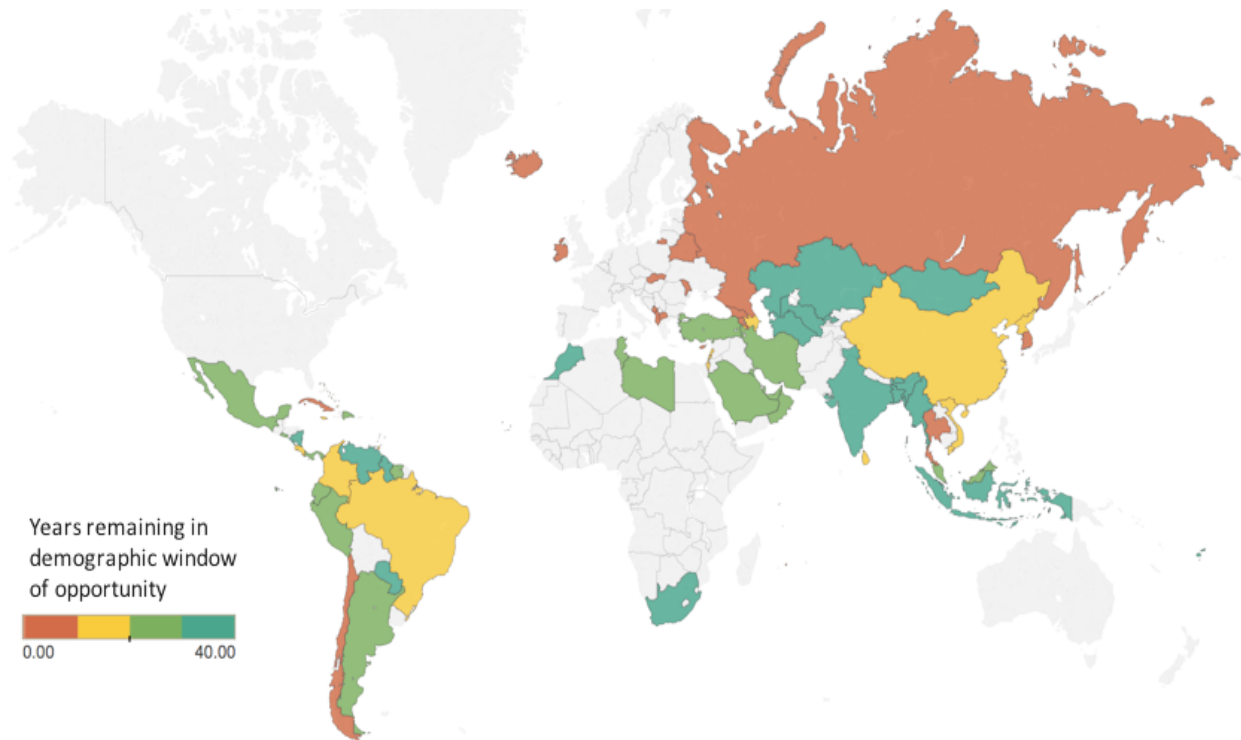 Years remaining in
demographic window
of opportunity
0.00 40.00